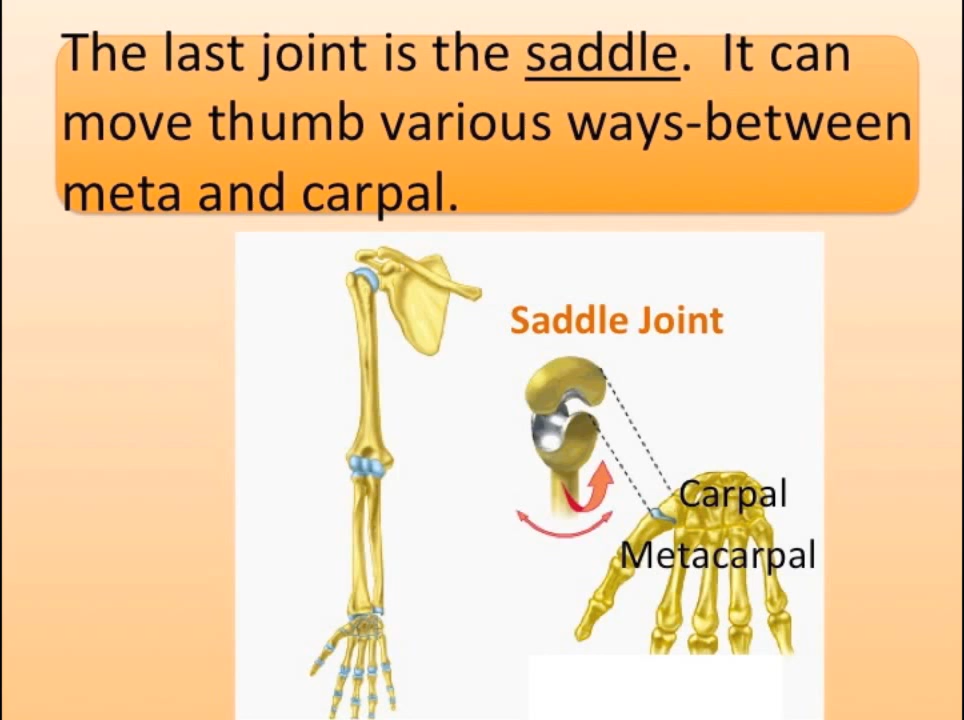 The last joint is the saddle.  It can
move thumb various ways-between
meta and carpal.
Saddle Joint
Carpal
Metacarpal